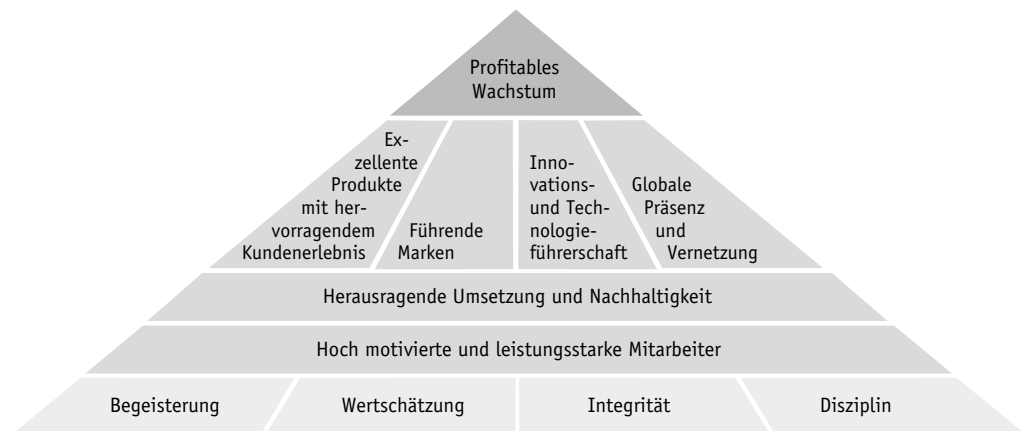 Profitables
Wachstum
Ex-
zellente
Produkte
mit her-
vorragendem
Kundenerlebnis
Führende
Marken
Inno-
vations-
und Tech-
nologie-
führerschaft
Globale
Präsenz
und
Vernetzung
Herausragende Umsetzung und Nachhaltigkeit
Hoch motivierte und leistungsstarke Mitarbeiter
Begeisterung
Wertschätzung
Integrität
Disziplin